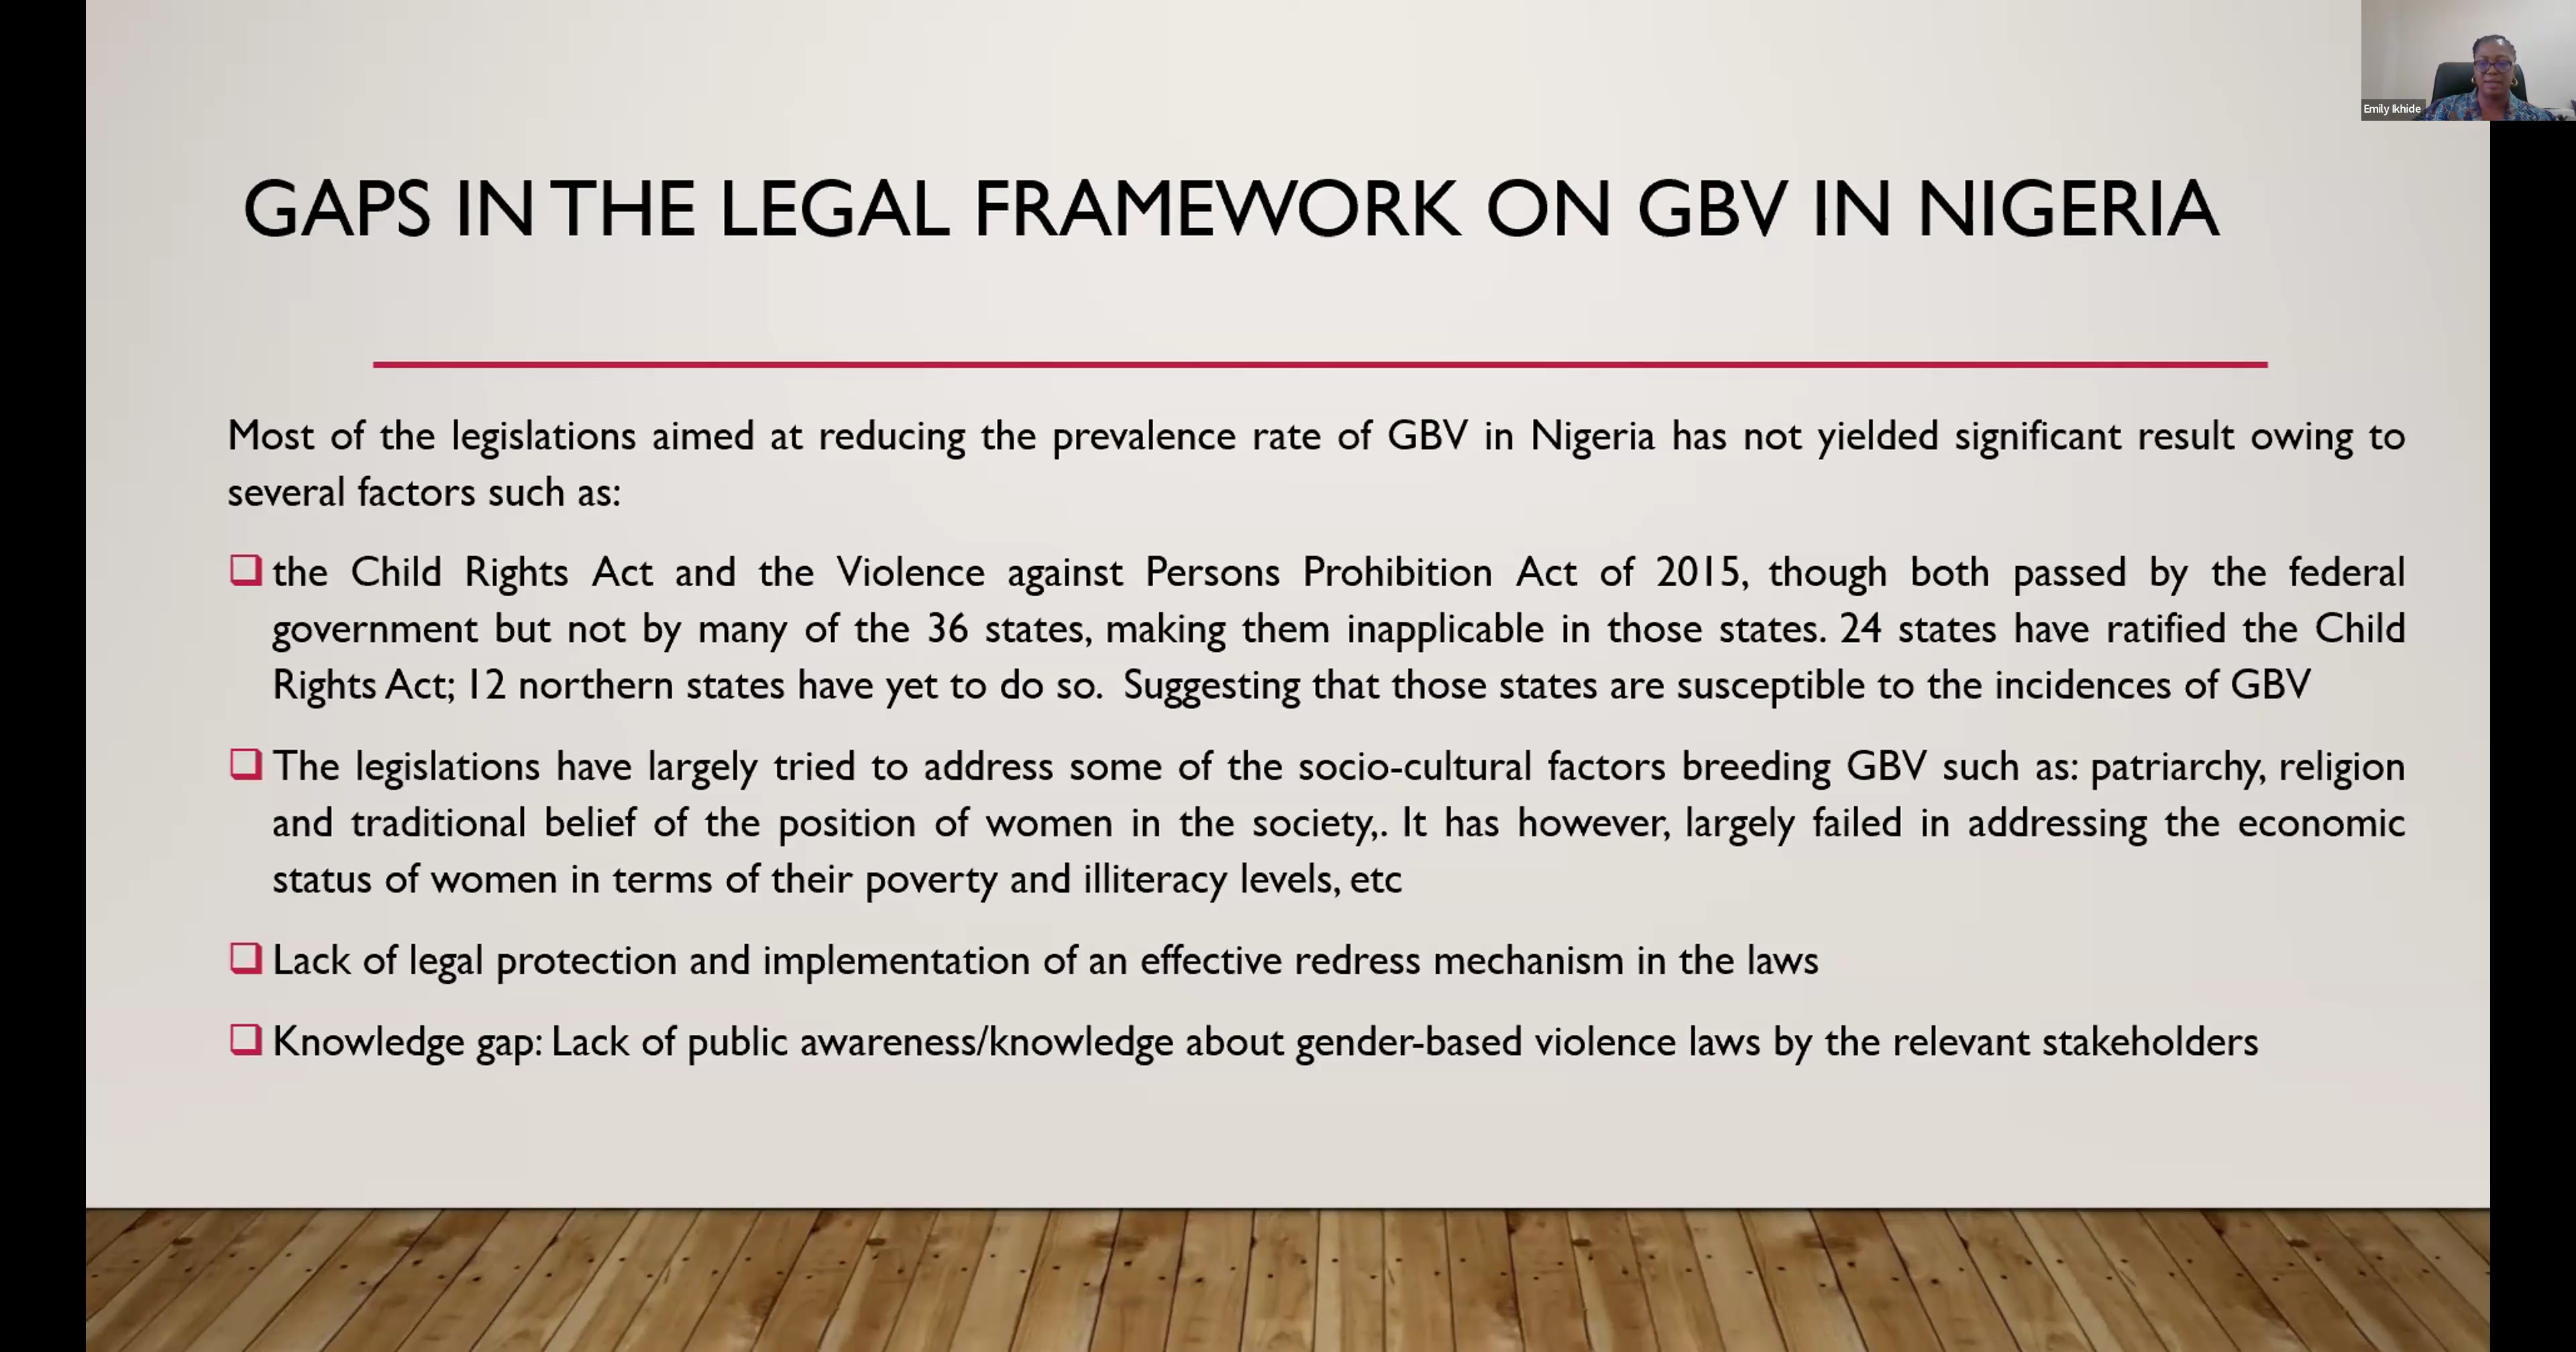 Emily Ikhide
GAPS IN THE LEGAL FRAMEWORK ON GBV IN NIGERIA
Most of the legislations aimed at reducing the prevalence rate of GBV in Nigeria has not yielded significant result owing to
several factors such as:
the Child Rights Act and the Violence against Persons Prohibition Act of 2015, though both passed by the federal
government but not by many of the 36 states, making them inapplicable in those states. 24 states have ratified the Child
Rights Act; 12 northern states have yet to do so. Suggesting that those states are susceptible to the incidences of GBV
The legislations have largely tried to address some of the socio-cultural factors breeding GBV such as: patriarchy, religion
and traditional belief of the position of women in the society,. It has however, largely failed in addressing the economic
status of women in terms of their poverty and illiteracy levels, etc
Lack of legal protection and implementation of an effective redress mechanism in the laws
Knowledge gap: Lack of public awareness/knowledge about gender-based violence laws by the relevant stakeholders